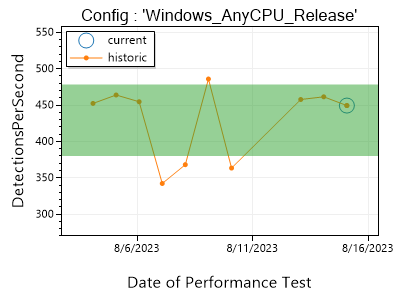 Config : 'Windows_AnyCPU_Release'
current
historic
550
500
450
400
350
300
DetectionsPerSecond
8/6/2023
8/11/2023
8/16/2023
Date of Performance Test